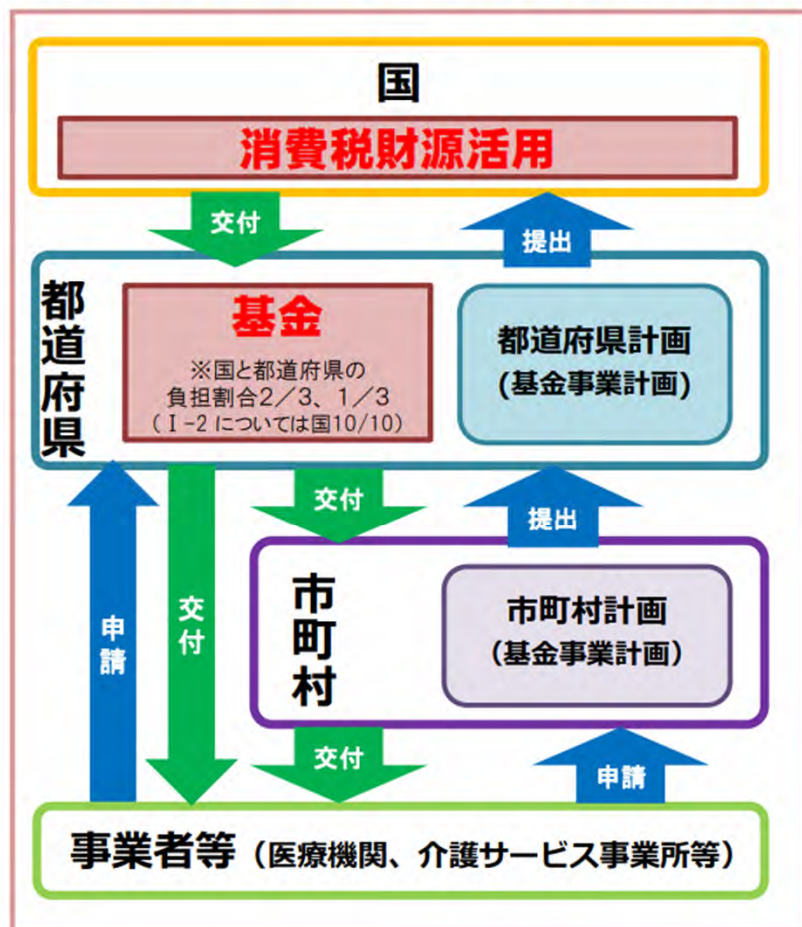 国
消費税財源活用
交付
提出
都道府県
基金
※国と都道府県の
負担割合2/3、1/3
(Ⅰ-2 については国10/10)
都道府県計画
(基金事業計画)
交付
提出
申請
交付
市町村
市町村計画
(基金事業計画)
交付
申請
事業者等(医療機関、介護サービス事業所等)